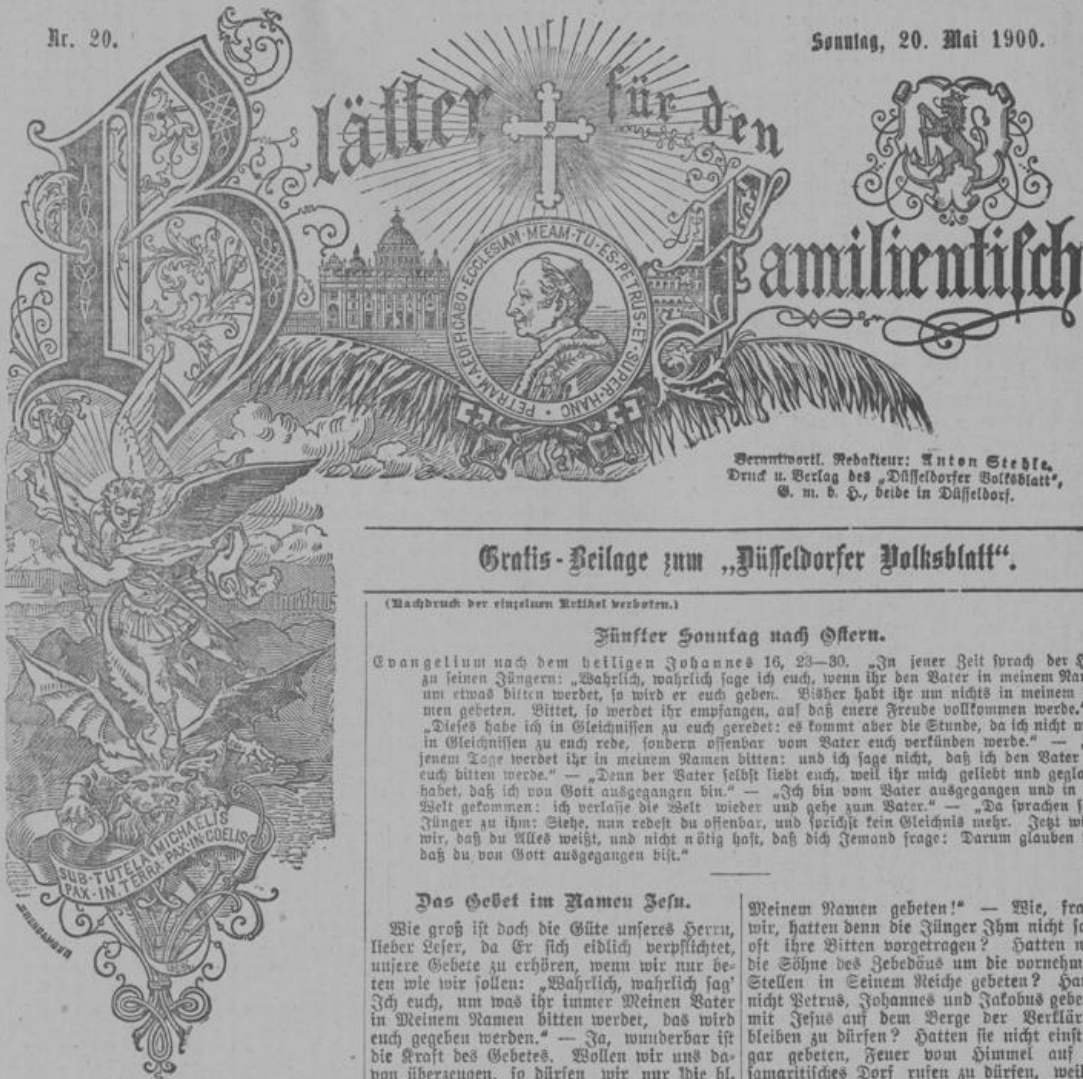 Nr. 20.
Sonntag, 20. Mai 1900.
Blätter für den
Familientisch
PETRAM·AEDIFICABO·ECCLESIAM·MEAM·TU·ES·PETRUS·ET·SUPER·HANC
Verantwortl. Redakteur: Anton Stehle.
Druck u. Verlag des „Düsseldorfer Volksblatt“,
G. m. b. H., beide in Düsseldorf.
Gratis-Beilage zum „Düsseldorfer Volksblatt“.
(Nachdruck der einzelnen Artikel verboten.)
Fünfter Sonntag nach Ostern.
Evangelium nach dem heiligen Johannes 16, 23—30. „In jener Zeit sprach der
zu seinen Jüngern: „Wahrlich, wahrlich sage ich euch, wenn ihr den Vater in meinem
um etwas bitten werdet, so wird er euch geben. Bisher habt ihr um nichts in meinem
men gebeten. Bittet, so werdet ihr empfangen, auf daß euere Freude vollkommen werde.“
„Dieses habe ich in Gleichnissen zu euch geredet: es kommt aber die Stunde, da ich nicht
in Gleichnissen zu euch rede, sondern offenbar vom Vater euch verkünden werde.“ —
jenem Tage werdet ihr in meinem Namen bitten: und ich sage nicht, daß ich den Vater
euch bitten werde.“ — „Denn der Vater selbst liebt euch, weil ihr mich geliebt und
habet, daß ich von Gott ausgegangen bin.“ — „Ich bin vom Vater ausgegangen und in
Welt gekommen: ich verlasse die Welt wieder und gehe zum Vater.“ — „Da sprachen
Jünger zu ihm: Siehe, nun redest du offenbar, und sprichst kein Gleichnis mehr. Jetzt
wir, daß du Alles weißt, und nicht nötig hast, daß dich Jemand frage: Darum glauben
daß du von Gott ausgegangen bist.“
SUB·TUTELA·MICHAELIS
PAX·IN·TERRA·PAX·IN·COELIS
Das Gebet im Namen Jesu.
Wie groß ist doch die Güte unseres Herrn,
lieber Leser, da Er sich eidlich verpflichtet,
unsere Gebete zu erhören, wenn wir nur be-
ten wie wir sollen: „Wahrlich, wahrlich sag'
Ich euch, um was ihr immer Meinen Vater
in Meinem Namen bitten werdet, das wird
euch gegeben werden.“ — Ja, wunderbar ist
die Kraft des Gebetes. Wollen wir uns da-
von überzeugen, so dürfen wir nur die hl.
Meinem Namen gebeten!“ — Wie,
wir, hatten denn die Jünger Ihm nicht
oft ihre Bitten vorgetragen? Hatten
die Söhne des Zebedäus um die
Stellen in Seinem Reiche gebeten?
nicht Petrus, Johannes und Jakobus
mit Jesus auf dem Berge der
bleiben zu dürfen? Hatten sie nicht
gar gebeten, Feuer vom Himmel auf
samaritisches Dorf rufen zu dürfen,